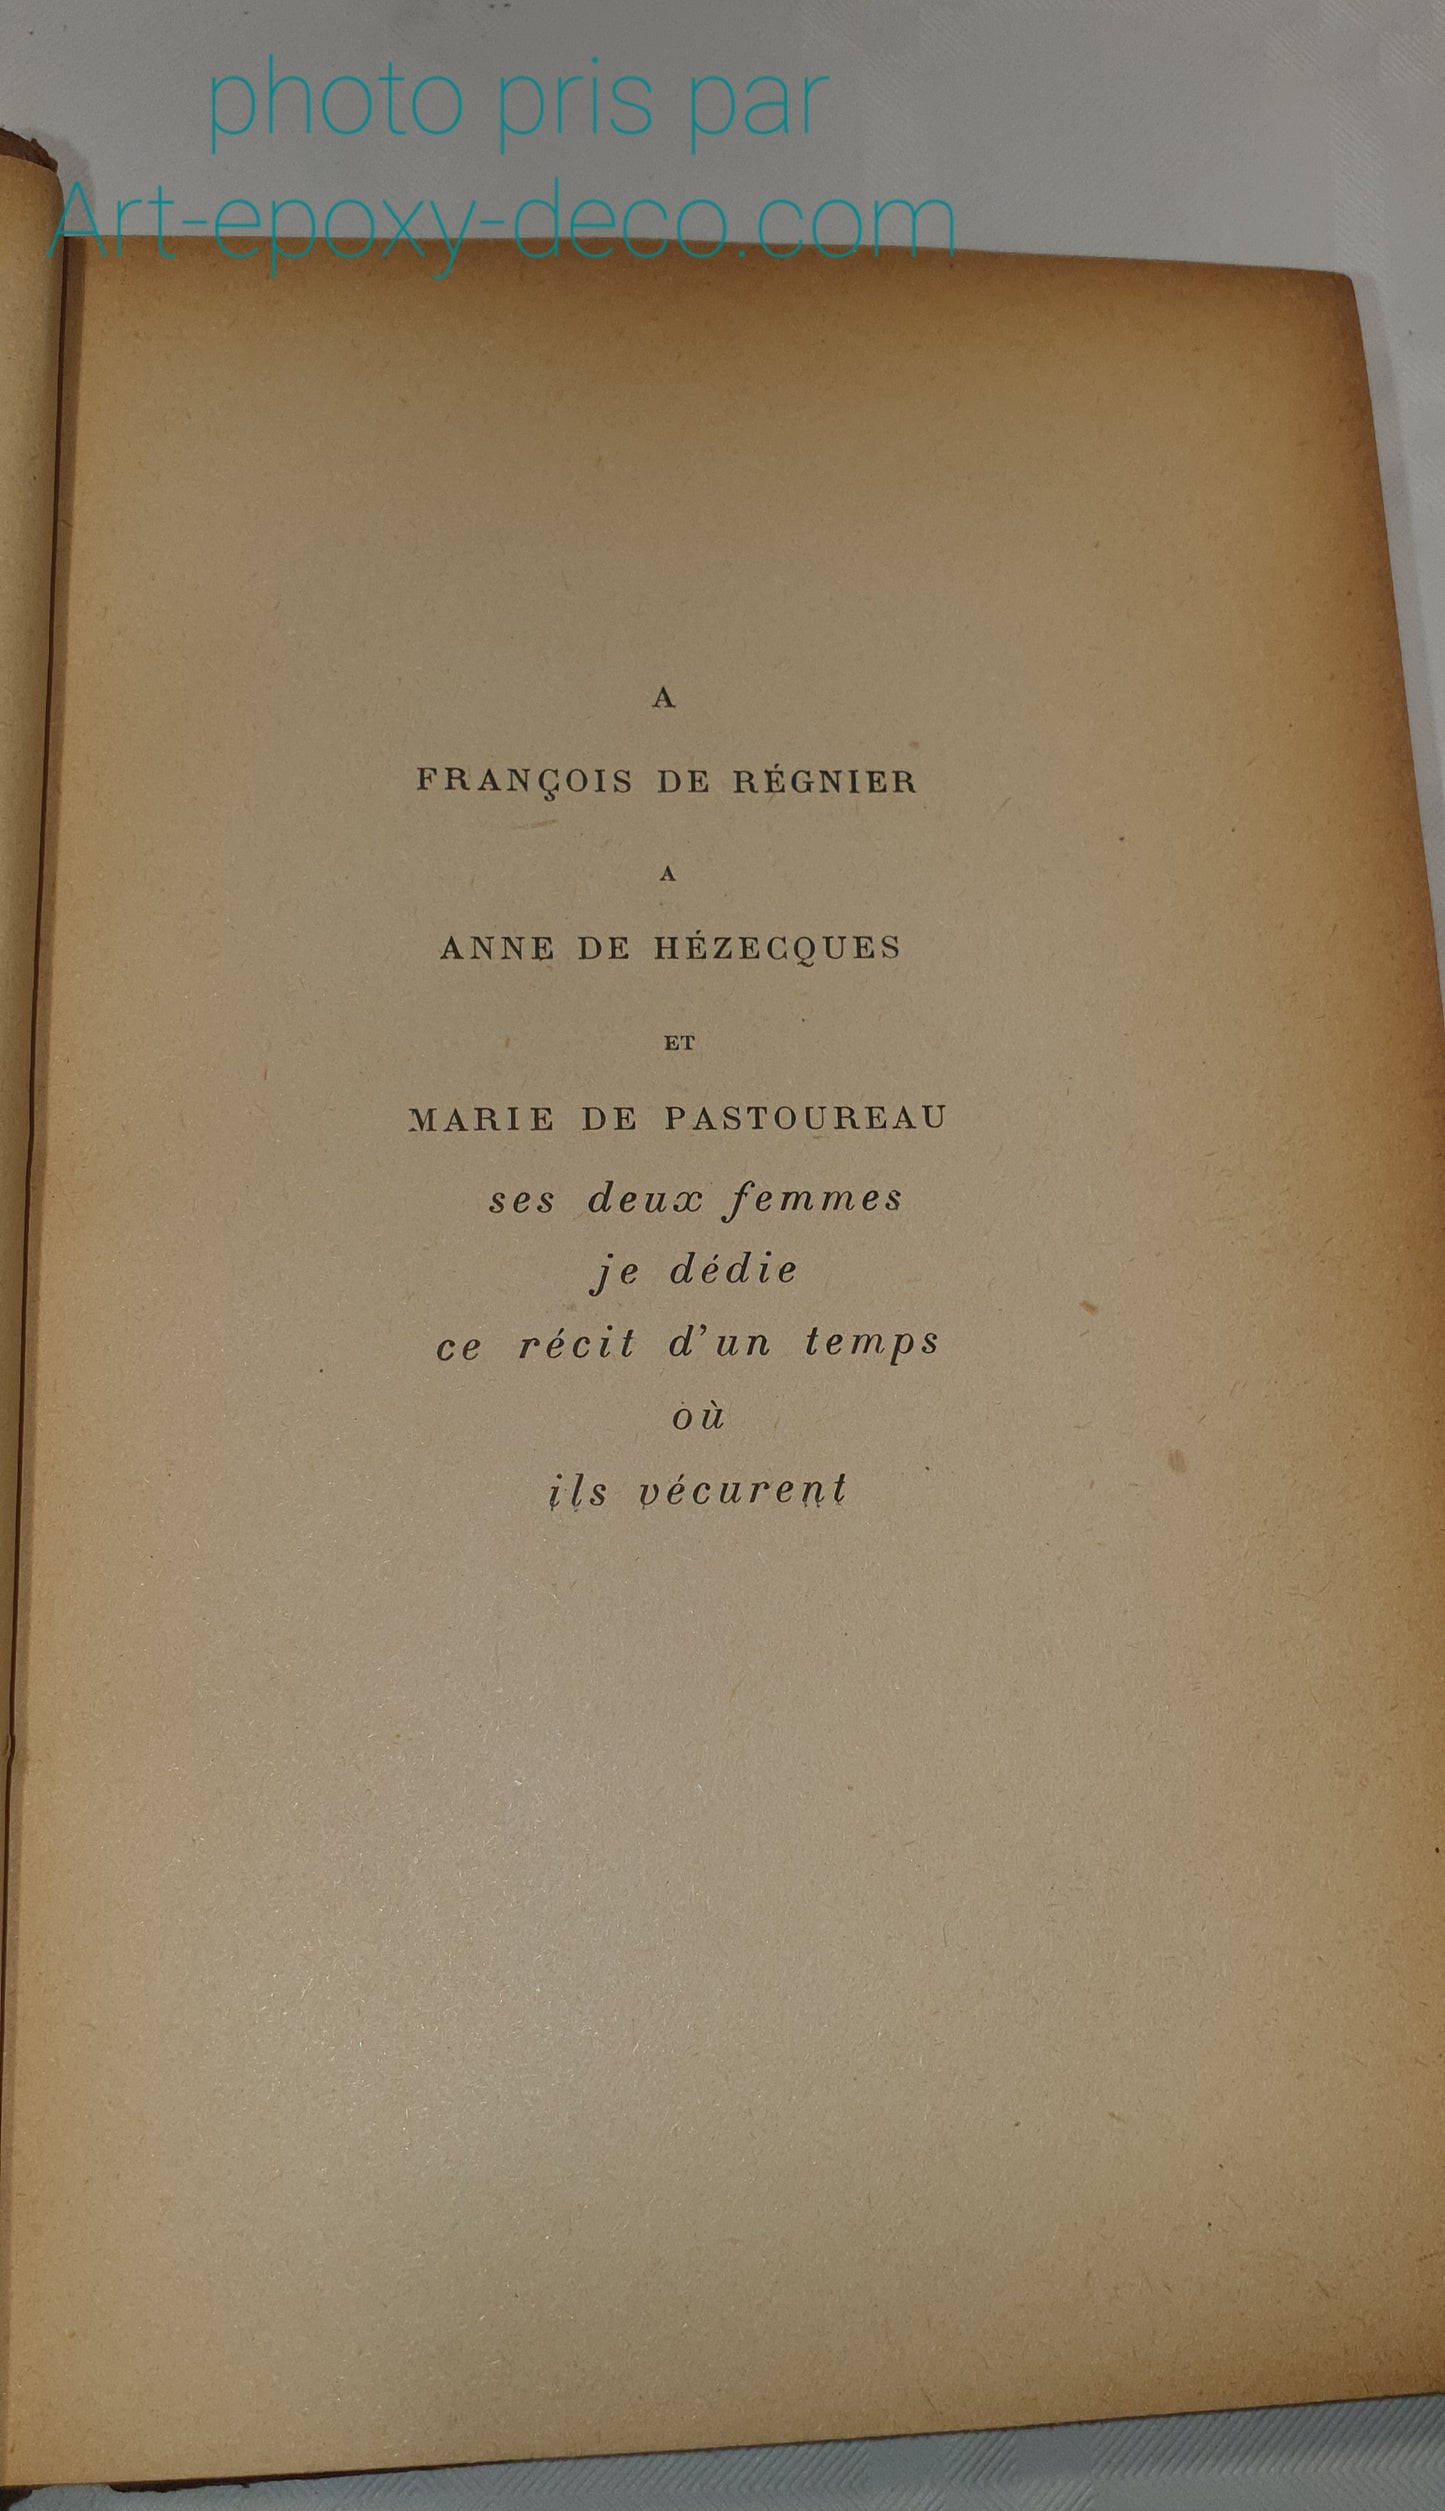 photo pris par
Art-epoxy-deco.com
A
FRANÇOIS DE RÉGNIER
A
ANNE DE HÉZECQUES
ET
MARIE DE PASTOUREAU
ses deux femmes
je dédie
ce récit d'un temps
où
ils vécurent